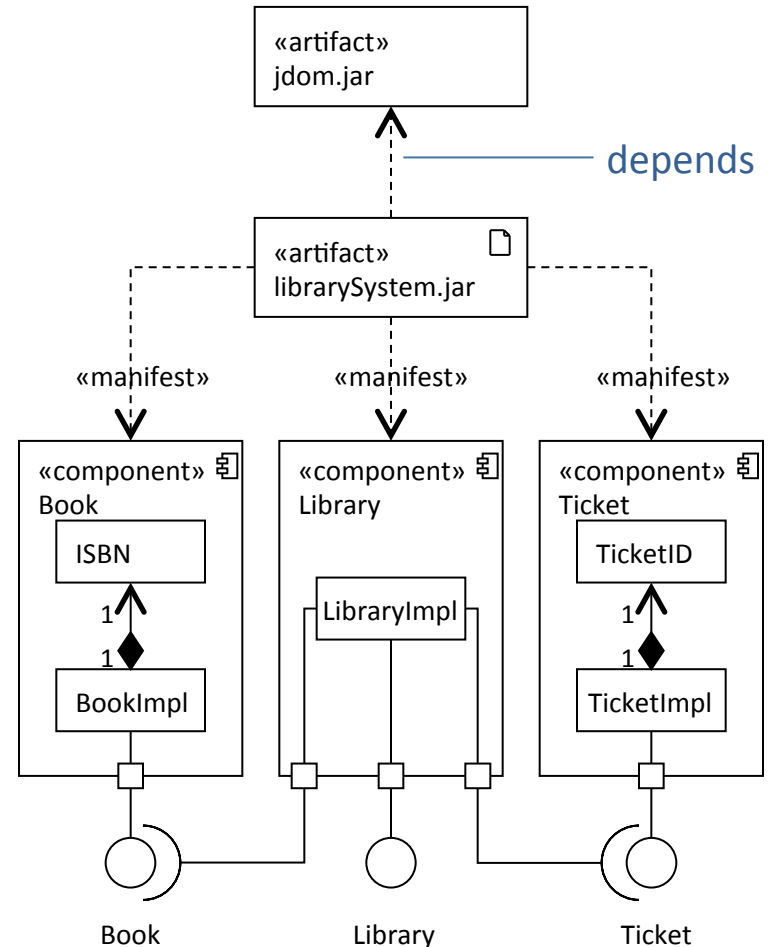 «artifact»
jdom.jar
depends
«artifact»
librarySystem.jar
«manifest»
«manifest»
«manifest»
«component»
Book
ISBN
1
1
BookImpl
«component»
Library
LibraryImpl
«component»
Ticket
TicketID
1
1
TicketImpl
Book
Library
Ticket